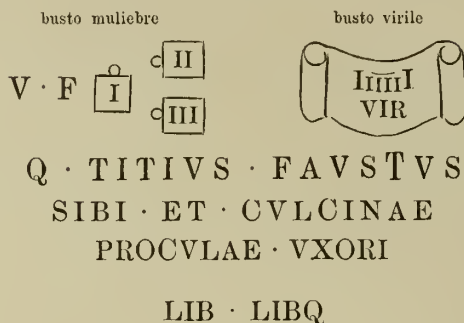 busto muliebre busto virile
V · F I II III IIIIII VIR
Q · TITIVS · FAVSTVS
SIBI · ET · CVLCINAE
PROCVLAE · VXORI
LIB · LIBQ